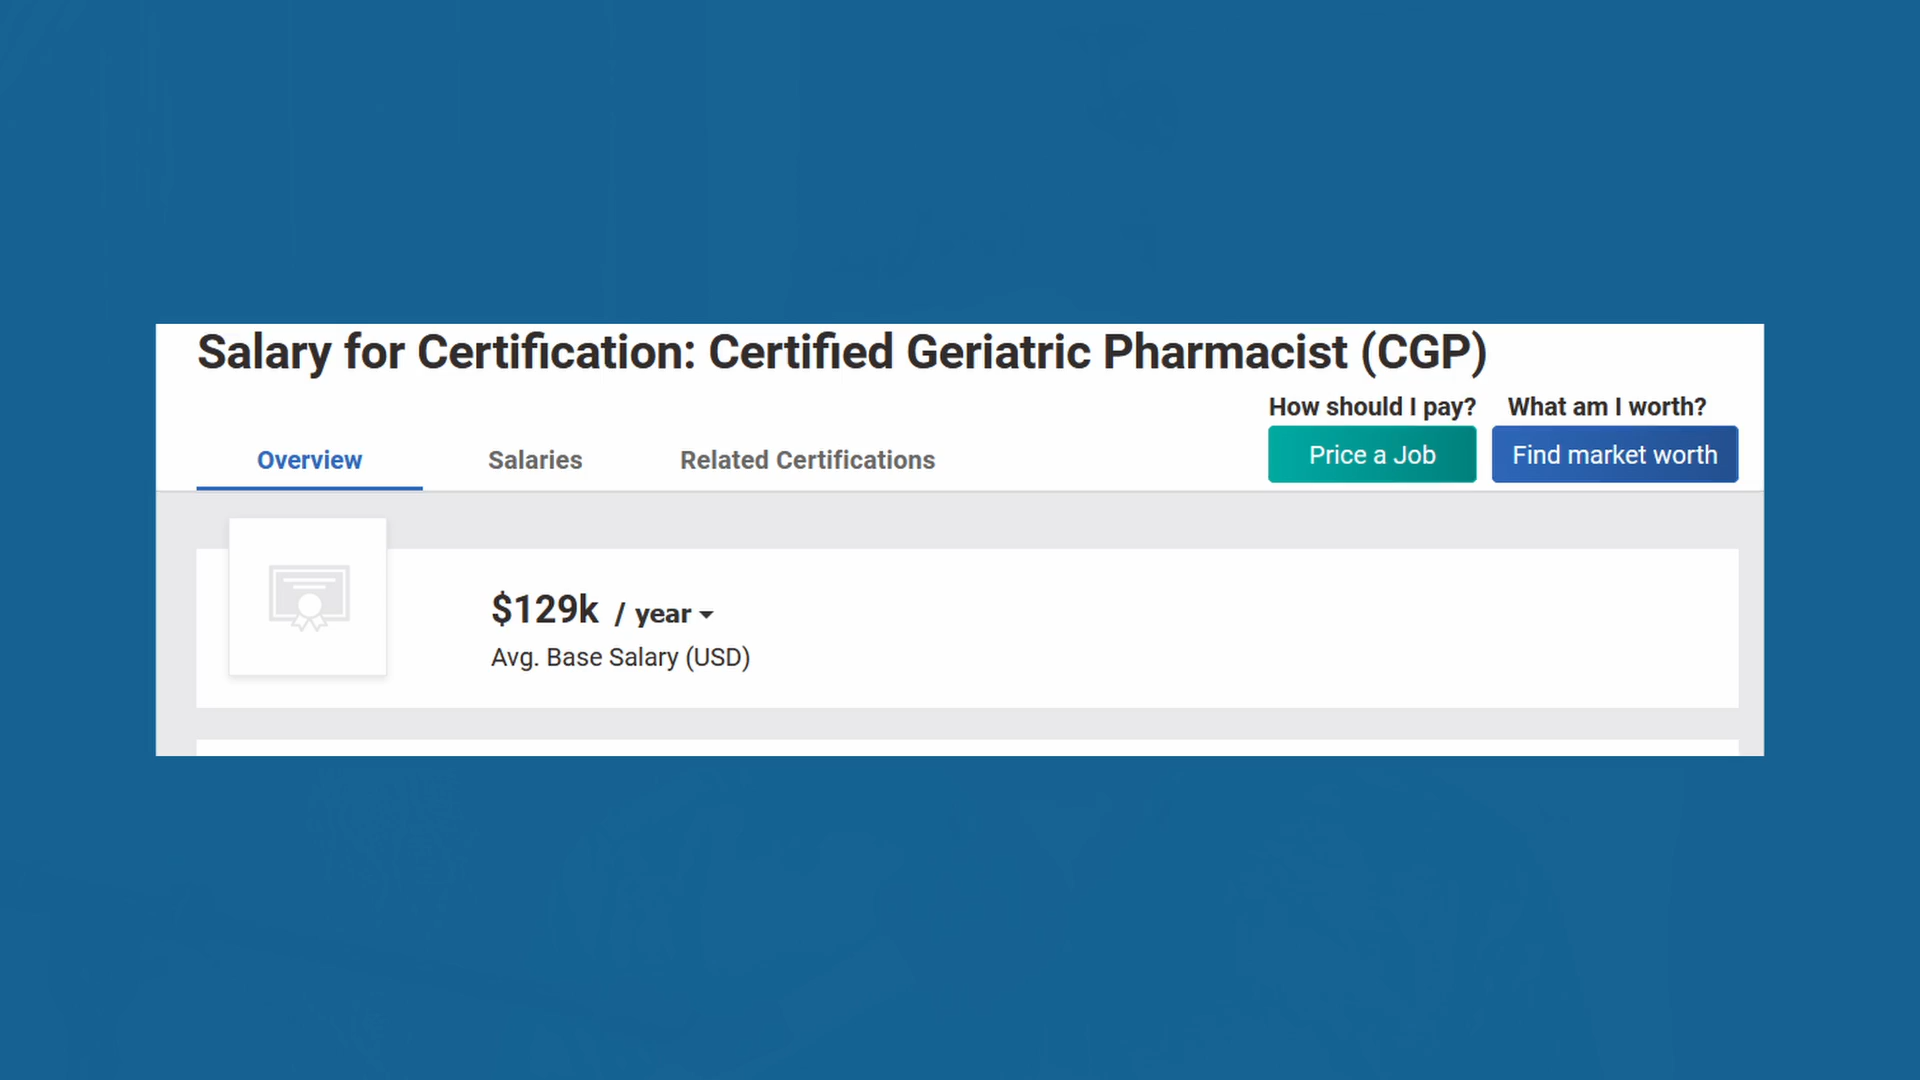 Salary for Certification: Certified Geriatric Pharmacist (CGP)
How should I pay? What am I worth?
Overview Salaries Related Certifications Price a Job Find market worth
$129k / year
Avg. Base Salary (USD)